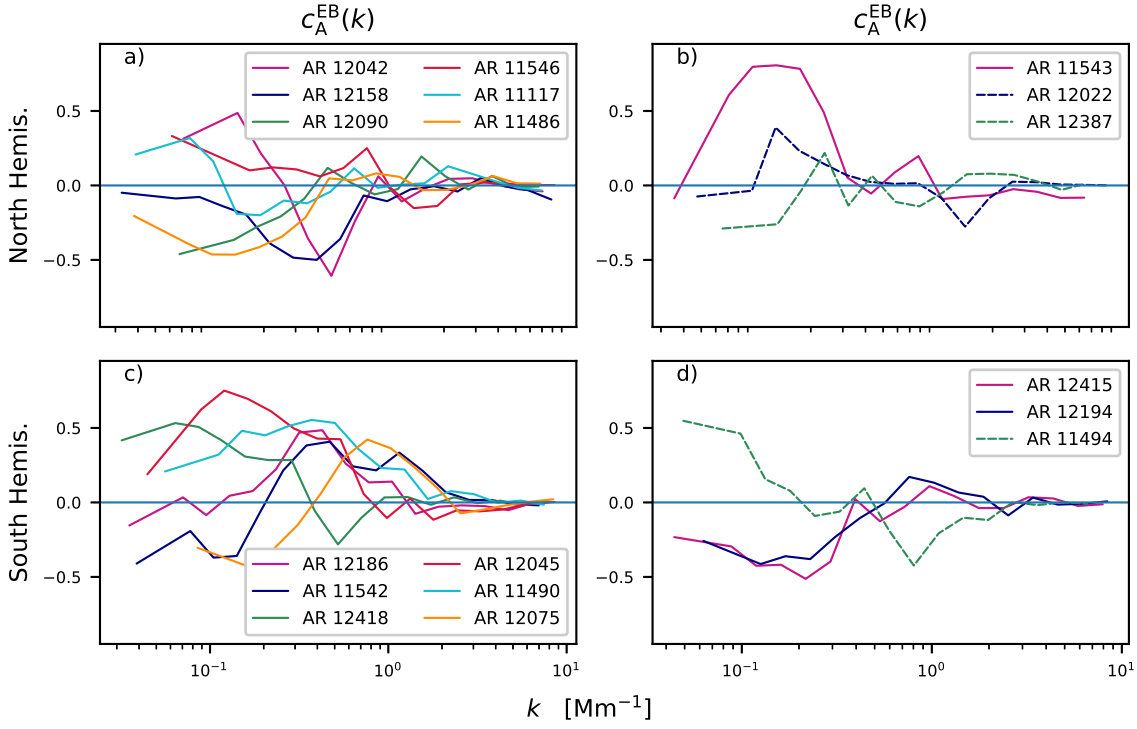 c_A^EB(k) c_A^EB(k)
North Hemis.
a)
AR 12042 AR 11546
AR 12158 AR 11117
AR 12090 AR 11486
0.5
0.0
−0.5
b)
AR 11543
AR 12022
AR 12387
0.5
0.0
−0.5
South Hemis.
c)
0.5
0.0
−0.5
AR 12186 AR 12045
AR 11542 AR 11490
AR 12418 AR 12075
10^−1 10^0 10^1
d)
AR 12415
AR 12194
AR 11494
0.5
0.0
−0.5
10^−1 10^0 10^1
k [Mm^−1]